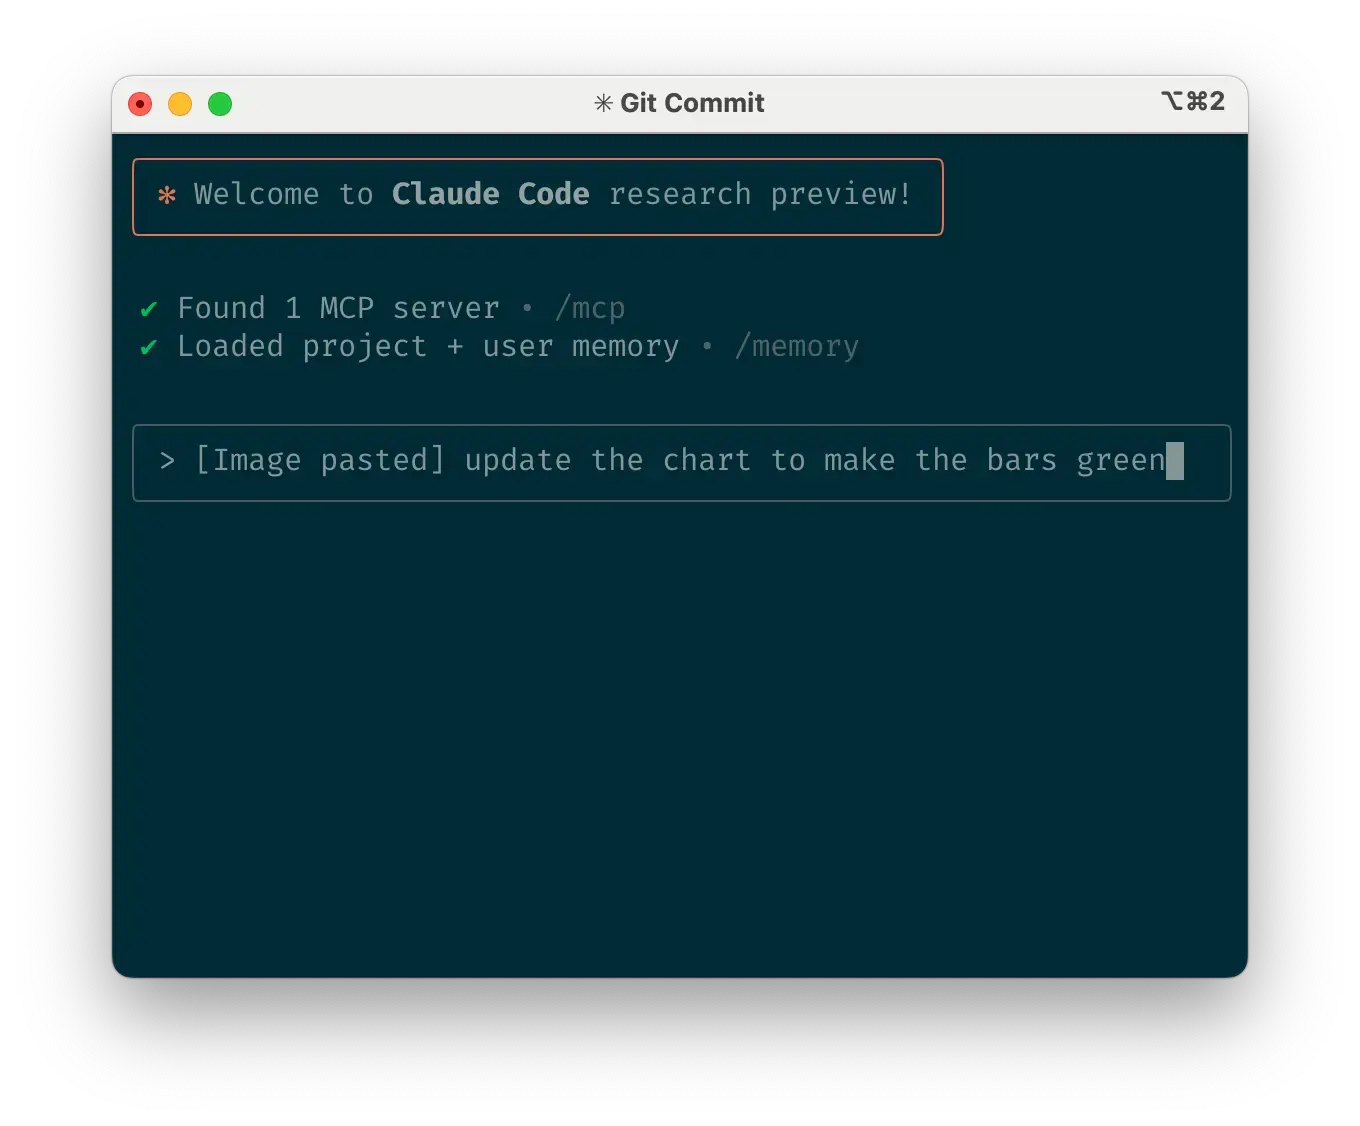 ✳ Git Commit ⌥⌘2
✻ Welcome to Claude Code research preview!
✔ Found 1 MCP server • /mcp
✔ Loaded project + user memory • /memory
> [Image pasted] update the chart to make the bars green